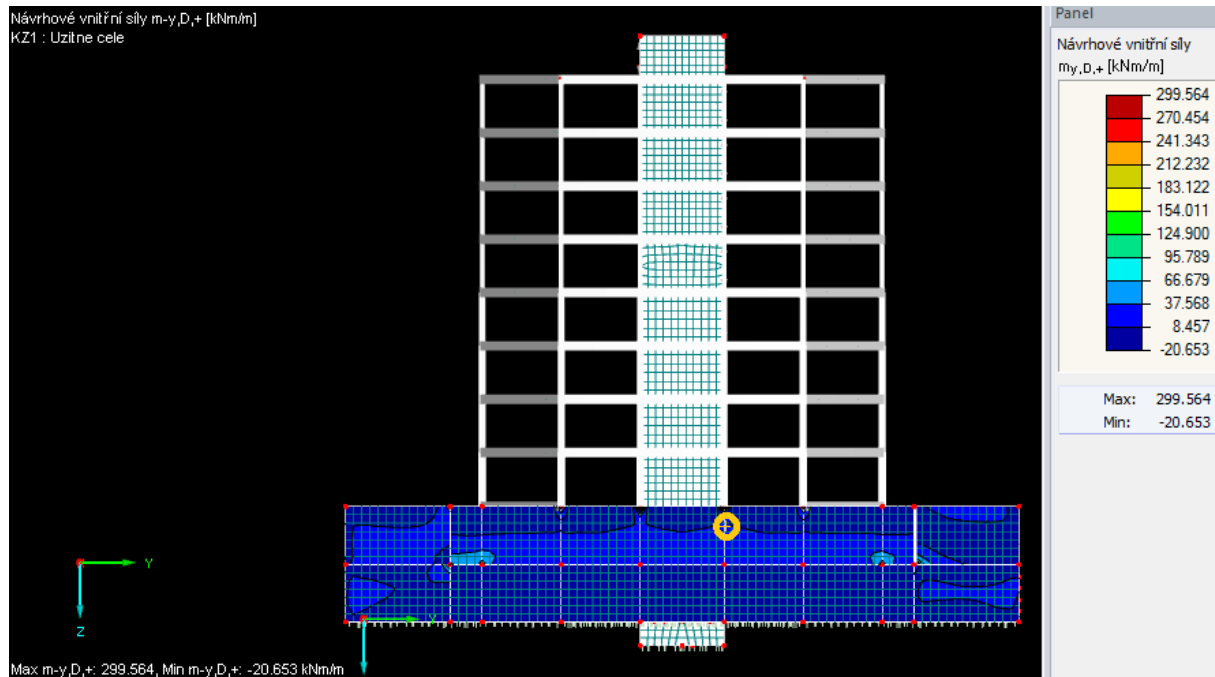 Návrhové vnitřní síly m-y,D,+ [kNm/m]
KZ1 : Uzitne cele
Y
Z
Y
Max m-y,D,+: 299.564, Min m-y,D,+: -20.653 kNm/m
Panel
Návrhové vnitřní síly
my,D,+ [kNm/m]
299.564
270.454
241.343
212.232
183.122
154.011
124.900
95.789
66.679
37.568
8.457
-20.653
Max: 299.564
Min: -20.653